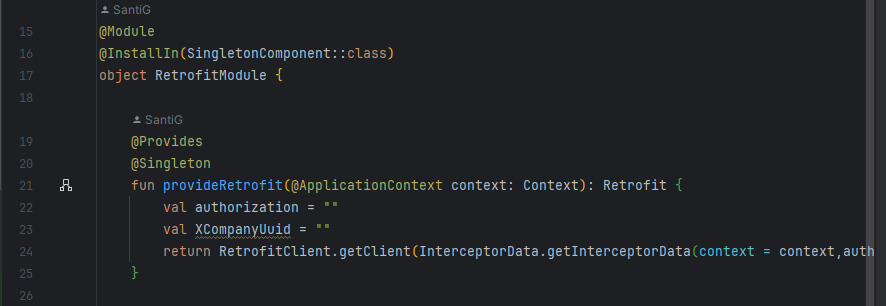 SantiG
15 @Module
16 @InstallIn(SingletonComponent::class)
17 object RetrofitModule {
18
SantiG
19 @Provides
20 @Singleton
21 fun provideRetrofit(@ApplicationContext context: Context): Retrofit {
22 val authorization = ""
23 val XCompanyUuid = ""
24 return RetrofitClient.getClient(InterceptorData.getInterceptorData(context = context,auth
25 }
26